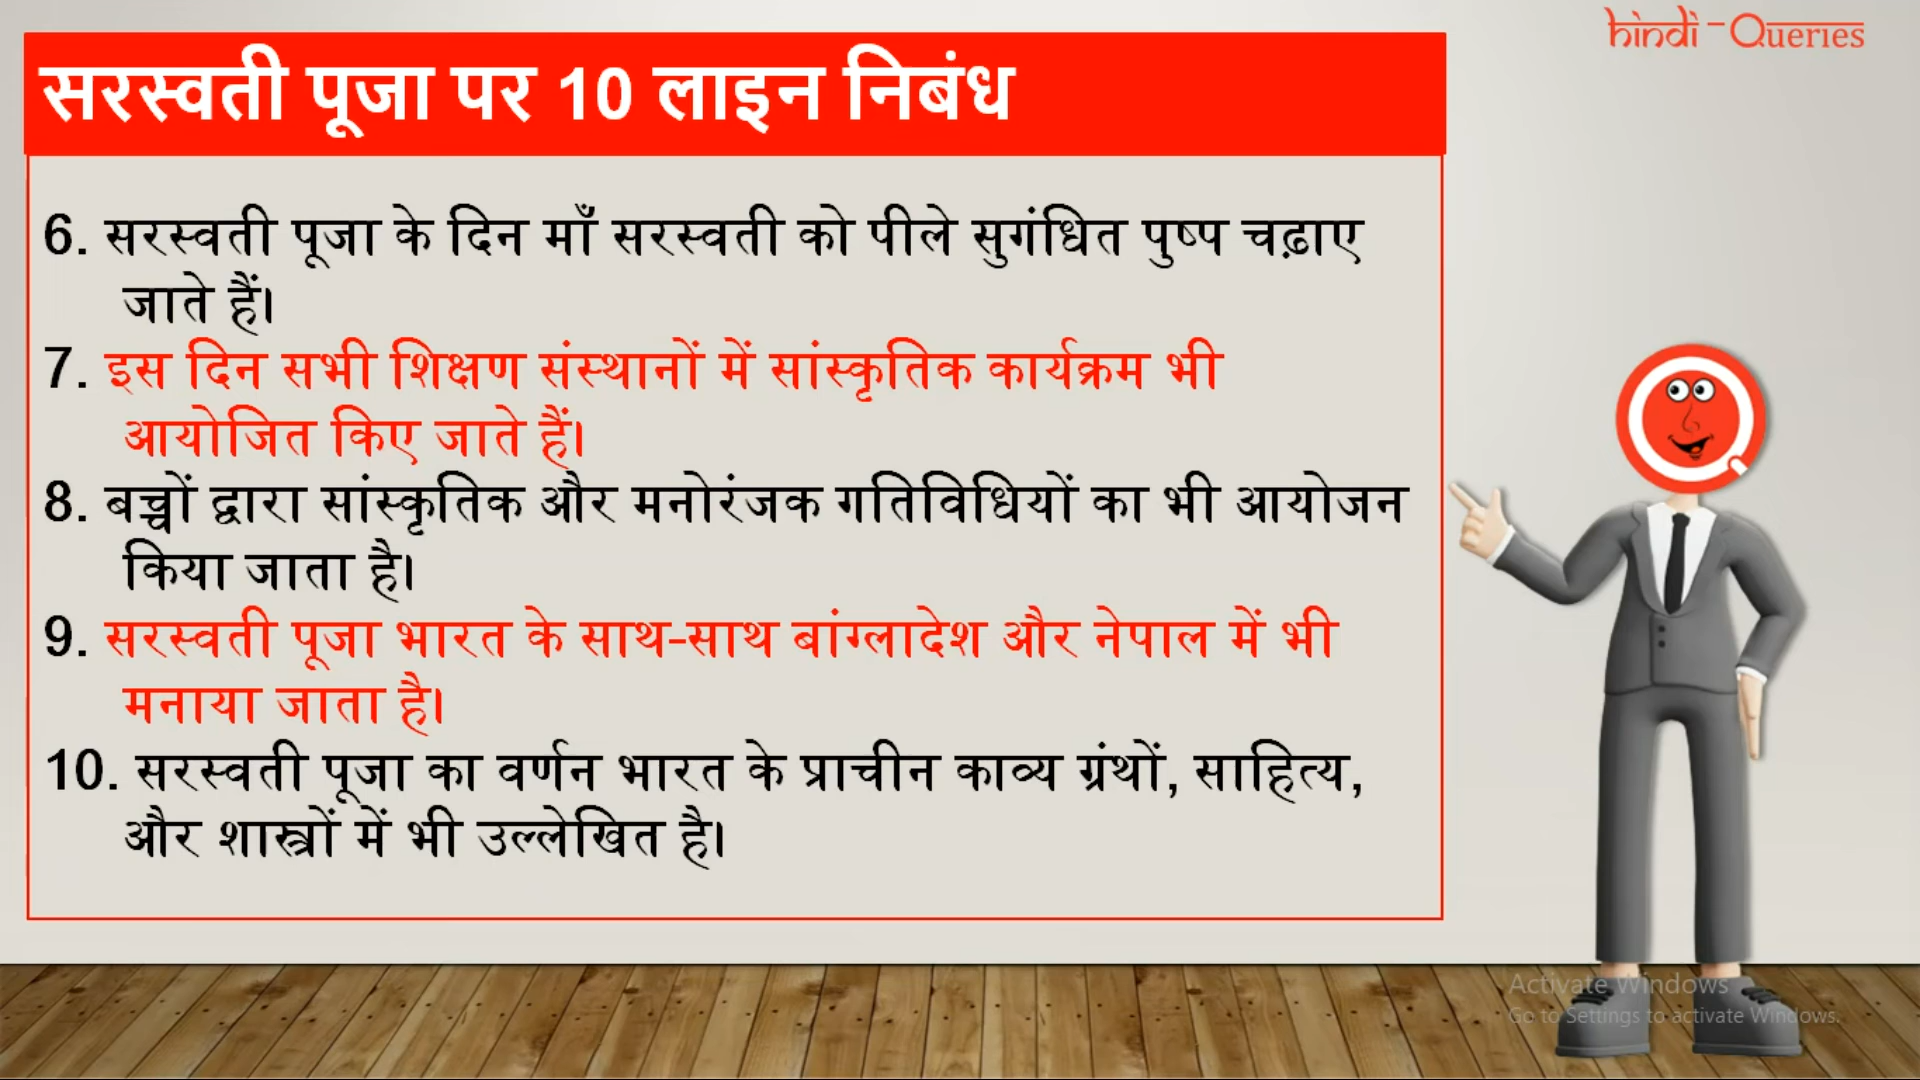 hindi-Queries
सरस्वती पूजा पर 10 लाइन निबंध
6. सरस्वती पूजा के दिन माँ सरस्वती को पीले सुगंधित पुष्प चढ़ाए
जाते हैं।
7. इस दिन सभी शिक्षण संस्थानों में सांस्कृतिक कार्यक्रम भी
आयोजित किए जाते हैं।
8. बच्चों द्वारा सांस्कृतिक और मनोरंजक गतिविधियों का भी आयोजन
किया जाता है।
9. सरस्वती पूजा भारत के साथ-साथ बांग्लादेश और नेपाल में भी
मनाया जाता है।
10. सरस्वती पूजा का वर्णन भारत के प्राचीन काव्य ग्रंथों, साहित्य,
और शास्त्रों में भी उल्लेखित है।
Activate Windows
Go to Settings to activate Windows.